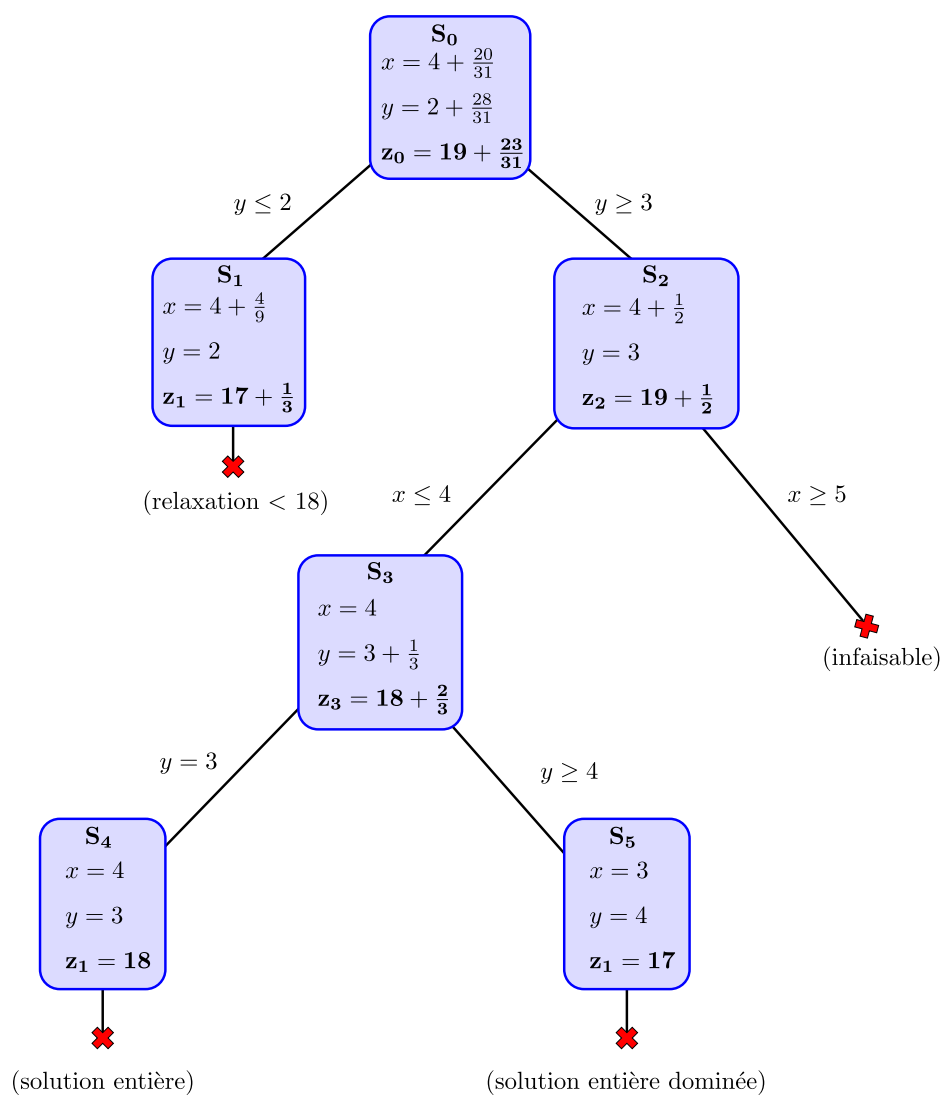 S₀
x = 4 + 20/31
y = 2 + 28/31
z₀ = 19 + 23/31
y ≤ 2
y ≥ 3
S₁
x = 4 + 4/9
y = 2
z₁ = 17 + 1/3
S₂
x = 4 + 1/2
y = 3
z₂ = 19 + 1/2
(relaxation < 18)
x ≤ 4
x ≥ 5
S₃
x = 4
y = 3 + 1/3
z₃ = 18 + 2/3
(infaisable)
y = 3
y ≥ 4
S₄
x = 4
y = 3
z₁ = 18
S₅
x = 3
y = 4
z₁ = 17
(solution entière)
(solution entière dominée)